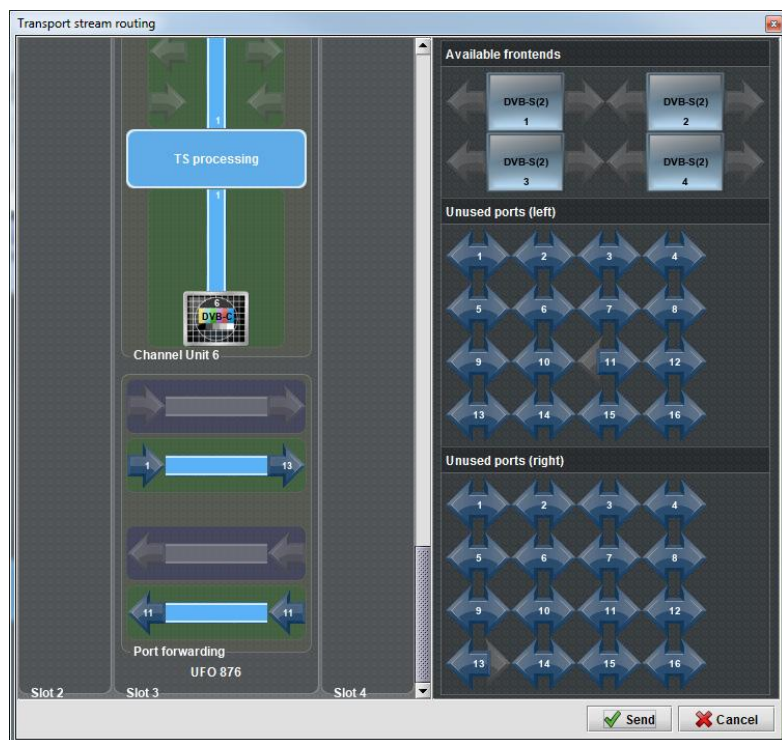 Transport stream routing
1
TS processing
1
6
DVB-C
Channel Unit 6
1 13
11 11
Port forwarding
UFO 876
Slot 2 Slot 3 Slot 4
Available frontends
DVB-S(2) DVB-S(2)
1 2
DVB-S(2) DVB-S(2)
3 4
Unused ports (left)
1 2 3 4
5 6 7 8
9 10 11 12
13 14 15 16
Unused ports (right)
1 2 3 4
5 6 7 8
9 10 11 12
13 14 15 16
Send Cancel